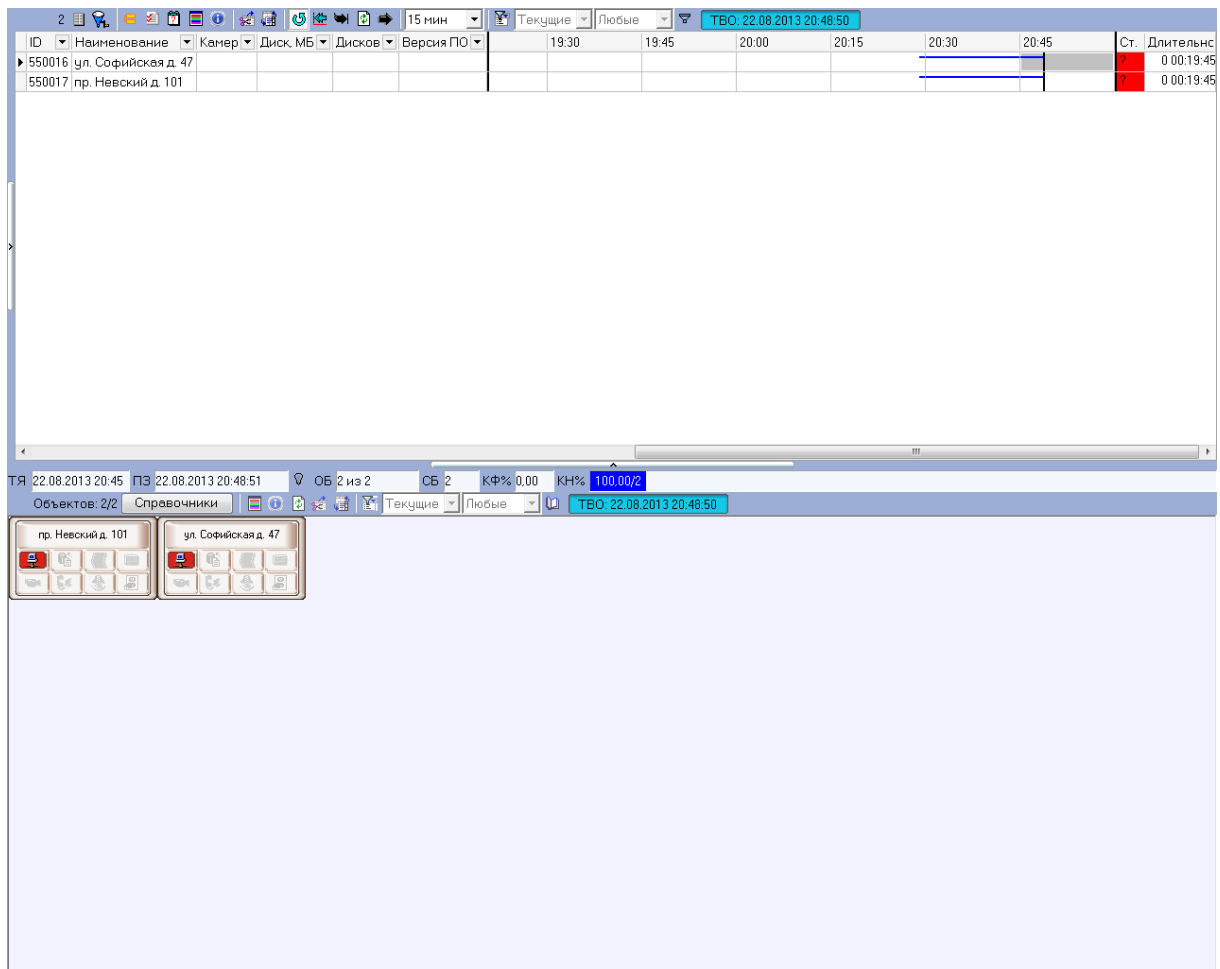 2 15 мин Текущие Любые ТВО: 22.08.2013 20:48:50
ID Наименование Камер Диск, МБ Дисков Версия ПО 19:30 19:45 20:00 20:15 20:30 20:45 Ст. Длительнс
550016 ул. Софийская д. 47 ? 0 00:19:45
550017 пр. Невский д. 101 ? 0 00:19:45
ТЯ 22.08.2013 20:45 ПЗ 22.08.2013 20:48:51 ОБ 2 из 2 СБ 2 КФ% 0,00 КН% 100,00/2
Объектов: 2/2 Справочники Текущие Любые ТВО: 22.08.2013 20:48:50
пр. Невский д. 101 ул. Софийская д. 47